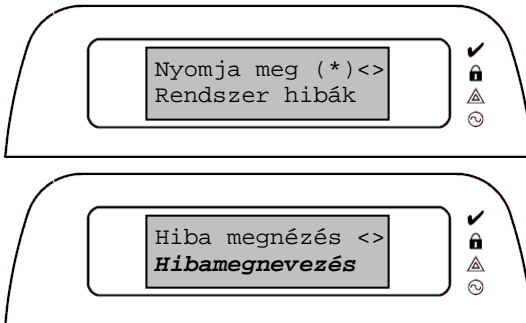 Nyomja meg (*)<>
Rendszer hibák
Hiba megnézés <>
Hibamegnevezés